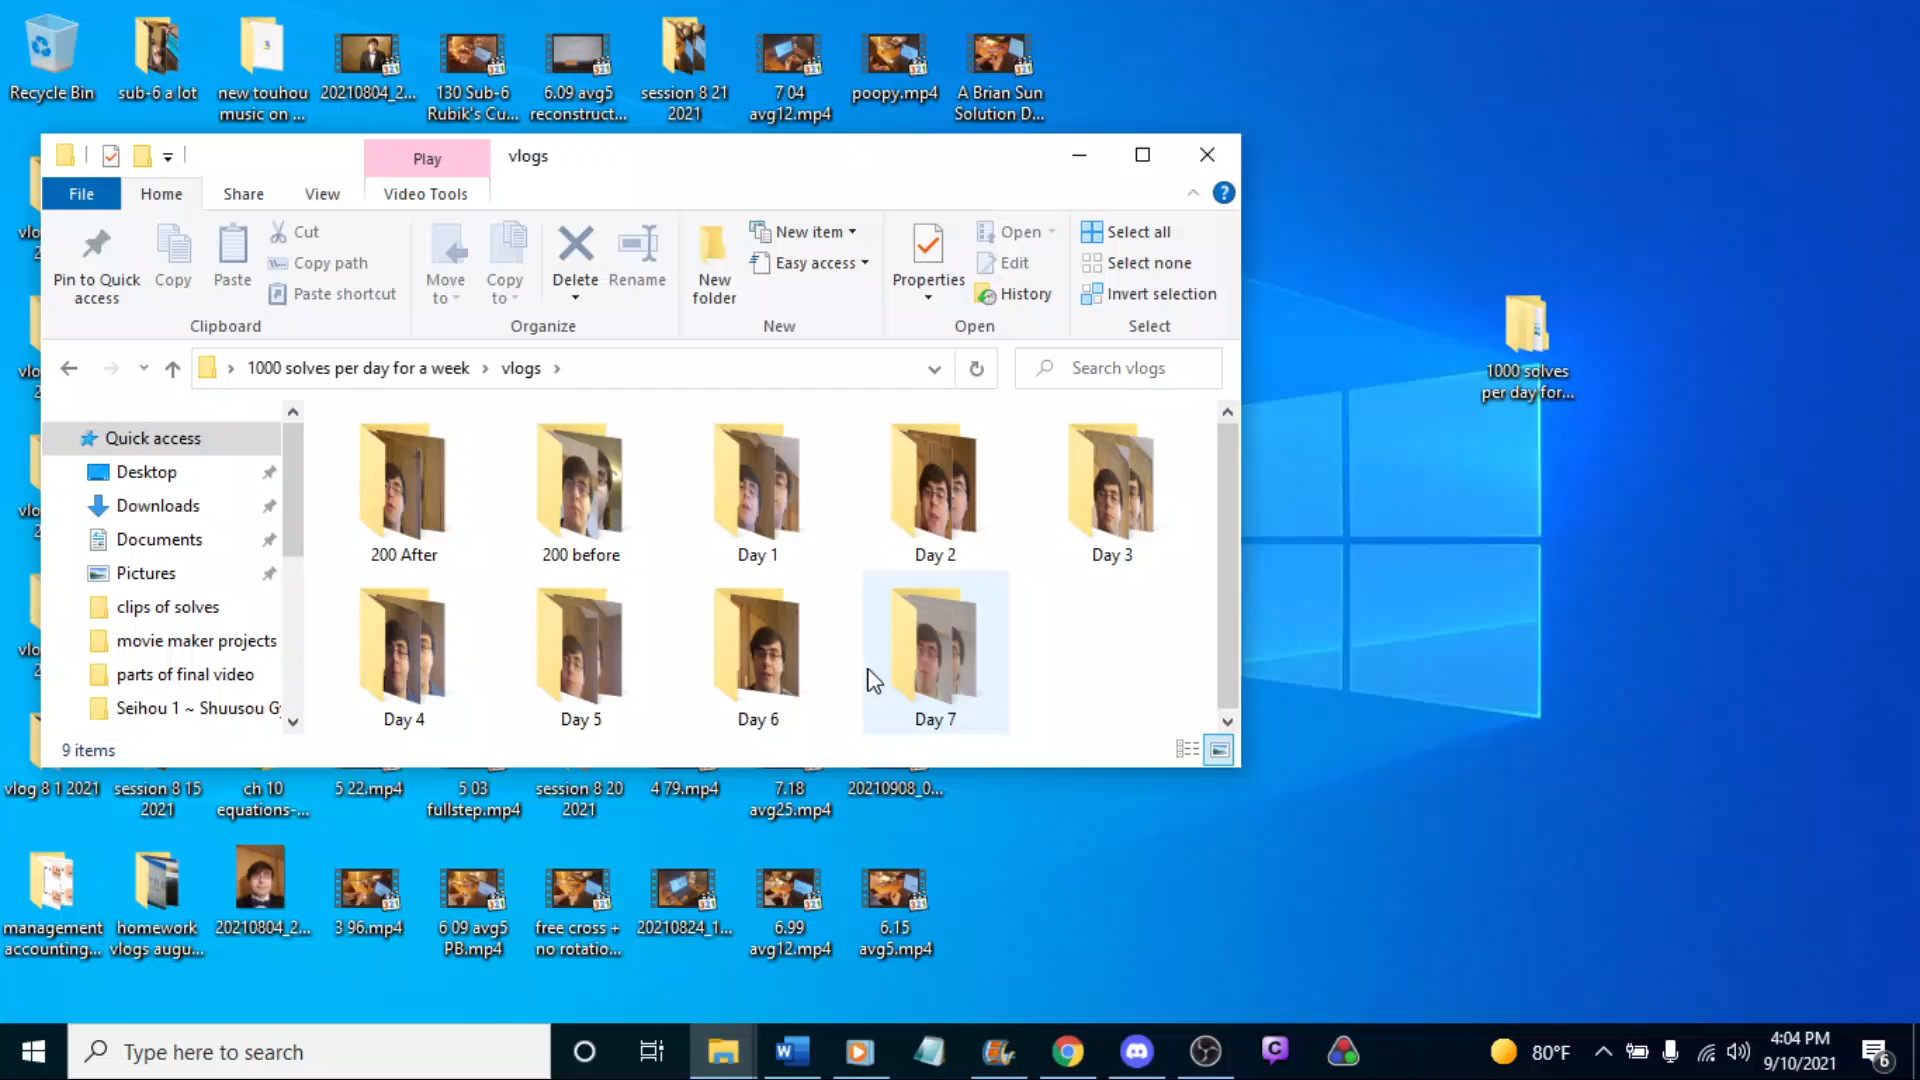 Recycle Bin
sub-6 a lot
new touhou
music on ...
20210804_2...
130 Sub-6
Rubik's Cu...
6.09 avg5
reconstruct...
session 8 21
2021
7 04
avg12.mp4
poopy.mp4
A Brian Sun
Solution D...
Play
vlogs
File
Home
Share
View
Video Tools
Pin to Quick
access
Copy
Paste
Cut
Copy path
Paste shortcut
Clipboard
Move
to
Copy
to
Delete
Rename
Organize
New
folder
New item
Easy access
New
Properties
Open
Edit
History
Open
Select all
Select none
Invert selection
Select
1000 solves per day for a week
vlogs
Search vlogs
1000 solves
per day for...
Quick access
Desktop
Downloads
Documents
Pictures
clips of solves
movie maker projects
parts of final video
Seihou 1 ~ Shuusou Gy
200 After
200 before
Day 1
Day 2
Day 3
Day 4
Day 5
Day 6
Day 7
9 items
vlog 8 1 2021
session 8 15
2021
ch 10
equations-...
5 22.mp4
5 03
fullstep.mp4
session 8 20
2021
4 79.mp4
7.18
avg25.mp4
20210908_0...
management
accounting...
homework
vlogs augu...
20210804_2...
3 96.mp4
6 09 avg5
PB.mp4
free cross +
no rotatio...
20210824_1...
6.99
avg12.mp4
6.15
avg5.mp4
Type here to search
80°F
4:04 PM
9/10/2021
6